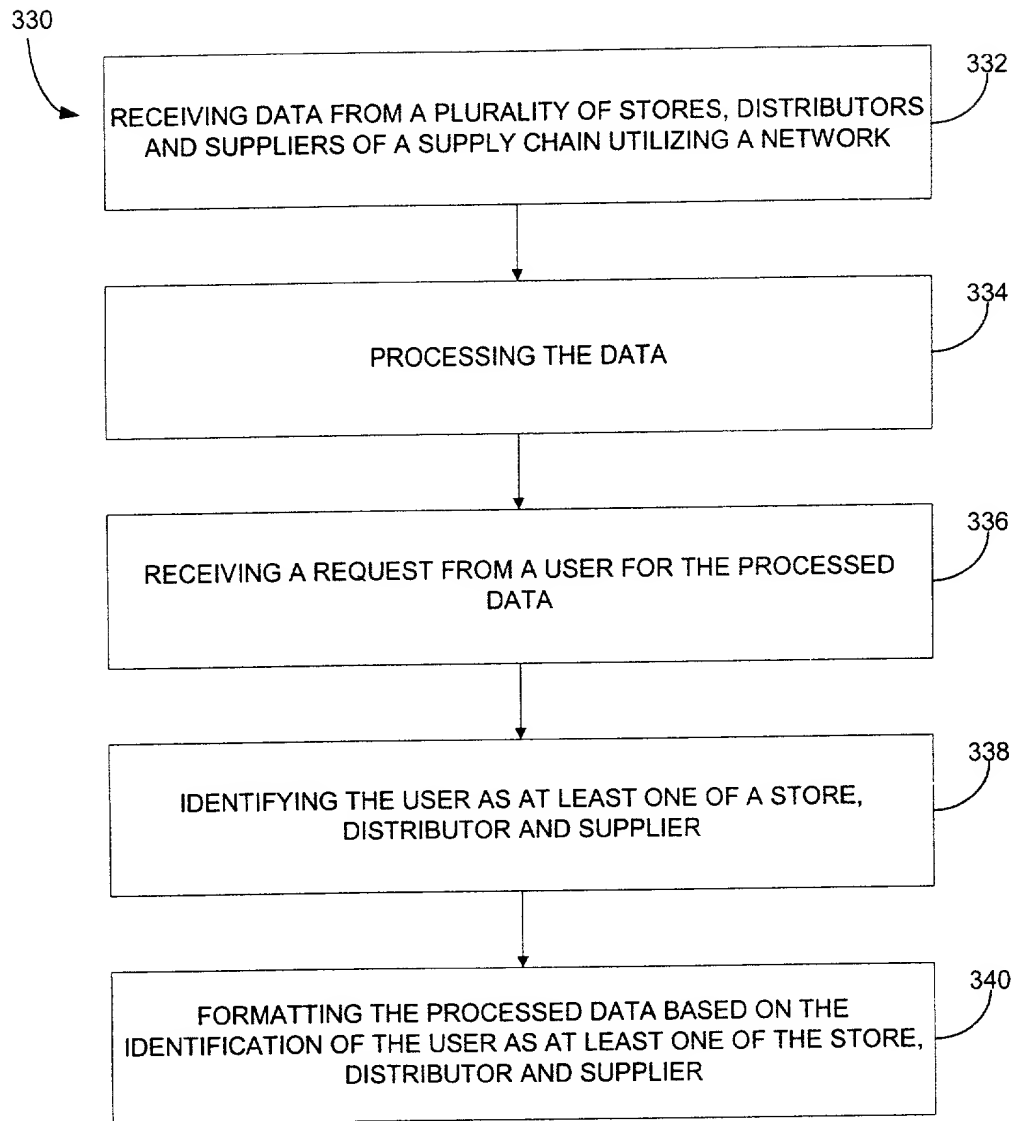 330
332
RECEIVING DATA FROM A PLURALITY OF STORES, DISTRIBUTORS
AND SUPPLIERS OF A SUPPLY CHAIN UTILIZING A NETWORK
334
PROCESSING THE DATA
336
RECEIVING A REQUEST FROM A USER FOR THE PROCESSED
DATA
338
IDENTIFYING THE USER AS AT LEAST ONE OF A STORE,
DISTRIBUTOR AND SUPPLIER
340
FORMATTING THE PROCESSED DATA BASED ON THE
IDENTIFICATION OF THE USER AS AT LEAST ONE OF THE STORE,
DISTRIBUTOR AND SUPPLIER